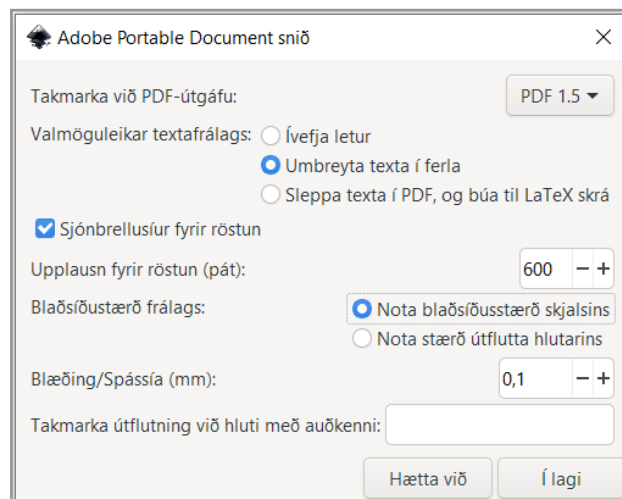 Adobe Portable Document snið
Takmarka við PDF-útgáfu: PDF 1.5
Valmöguleikar textafrálags: Ívefja letur
Umbreyta texta í ferla
Sleppa texta í PDF, og búa til LaTeX skrá
Sjónbrellusíur fyrir röstun
Upplausn fyrir röstun (pát): 600
Blaðsíðustærð frálags: Nota blaðsíðusstærð skjalsins
Nota stærð útflutta hlutarins
Blæðing/Spássía (mm): 0,1
Takmarka útflutning við hluti með auðkenni:
Hætta við Í lagi